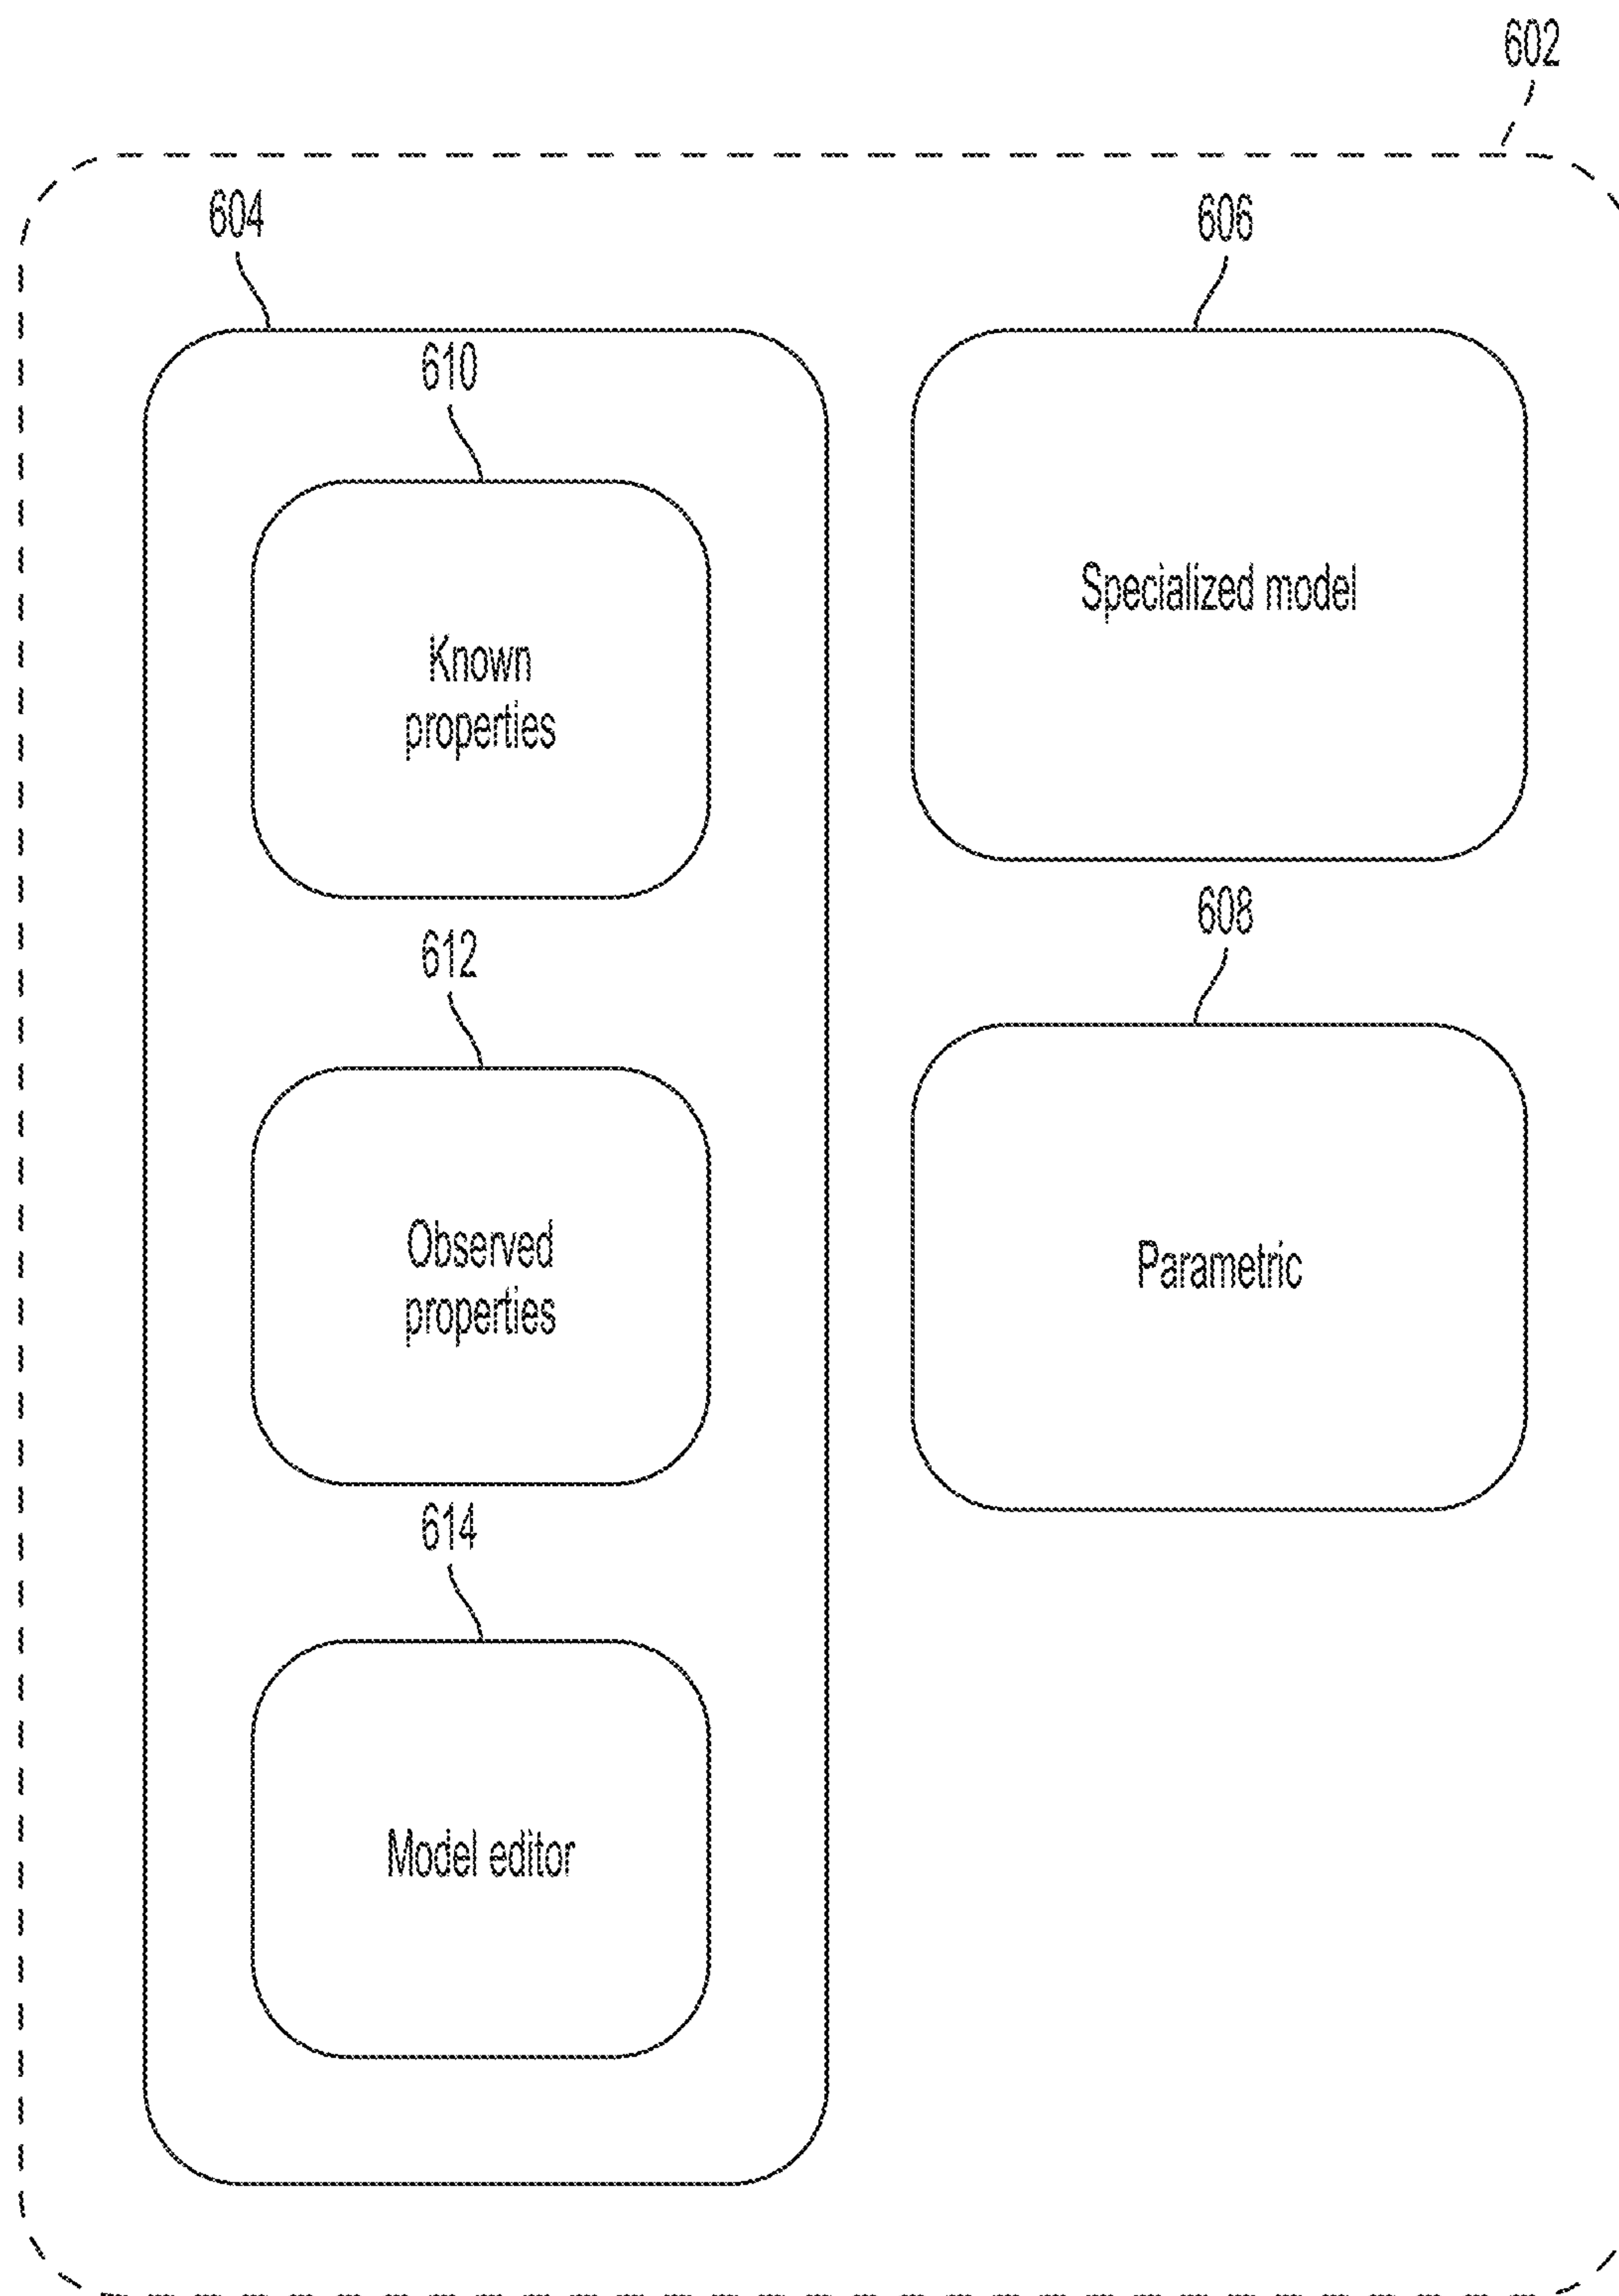 602
604
606
610
Specialized model
Known
properties
608
612
Observed
properties
Parametric
614
Model editor